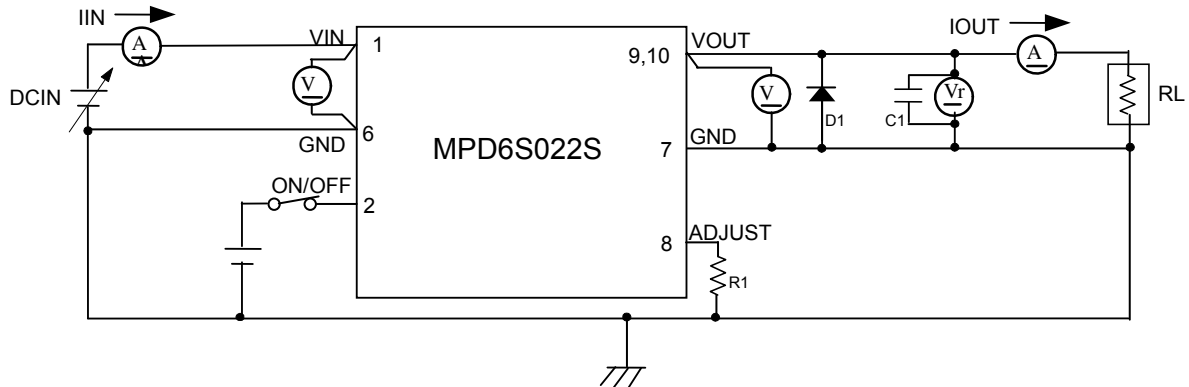 IIN
IOUT
A
VIN
1
VOUT
9,10
A
DCIN
V
V
D1
C1
Vr
RL
GND
6
MPD6S022S
7
GND
ON/OFF
2
8
ADJUST
R1